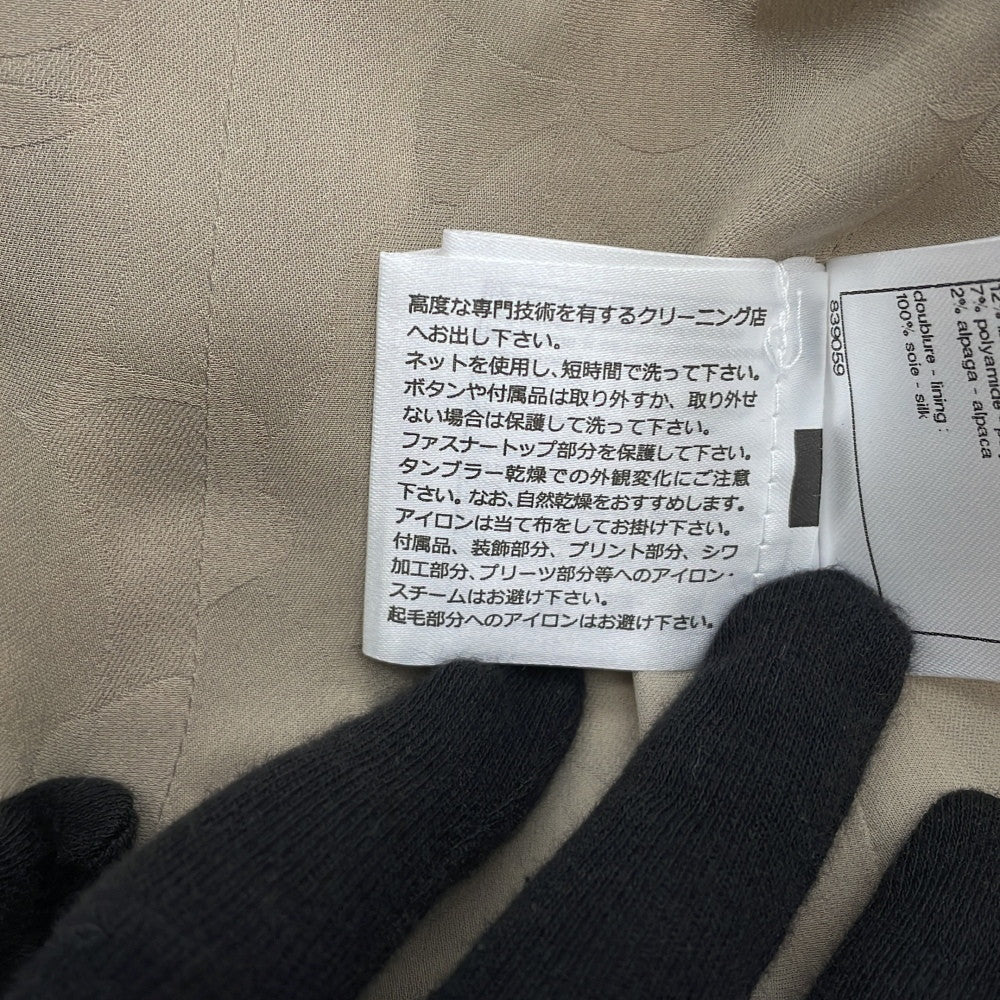 高度な専門技術を有するクリーニング店
へお出し下さい。
ネットを使用し、短時間で洗って下さい。
ボタンや付属品は取り外すか、取り外せ
ない場合は保護して洗って下さい。
ファスナートップ部分を保護して下さい。
タンブラー乾燥での外観変化にご注意
下さい。なお、自然乾燥をおすすめします。
アイロンは当て布をしてお掛け下さい。
付属品、装飾部分、プリント部分、シワ
加工部分、プリーツ部分等へのアイロン・
スチームはお避け下さい。
起毛部分へのアイロンはお避け下さい。
839059
7% polyamide
2% alpaga - alpaca
doublure - lining :
100% soie - silk